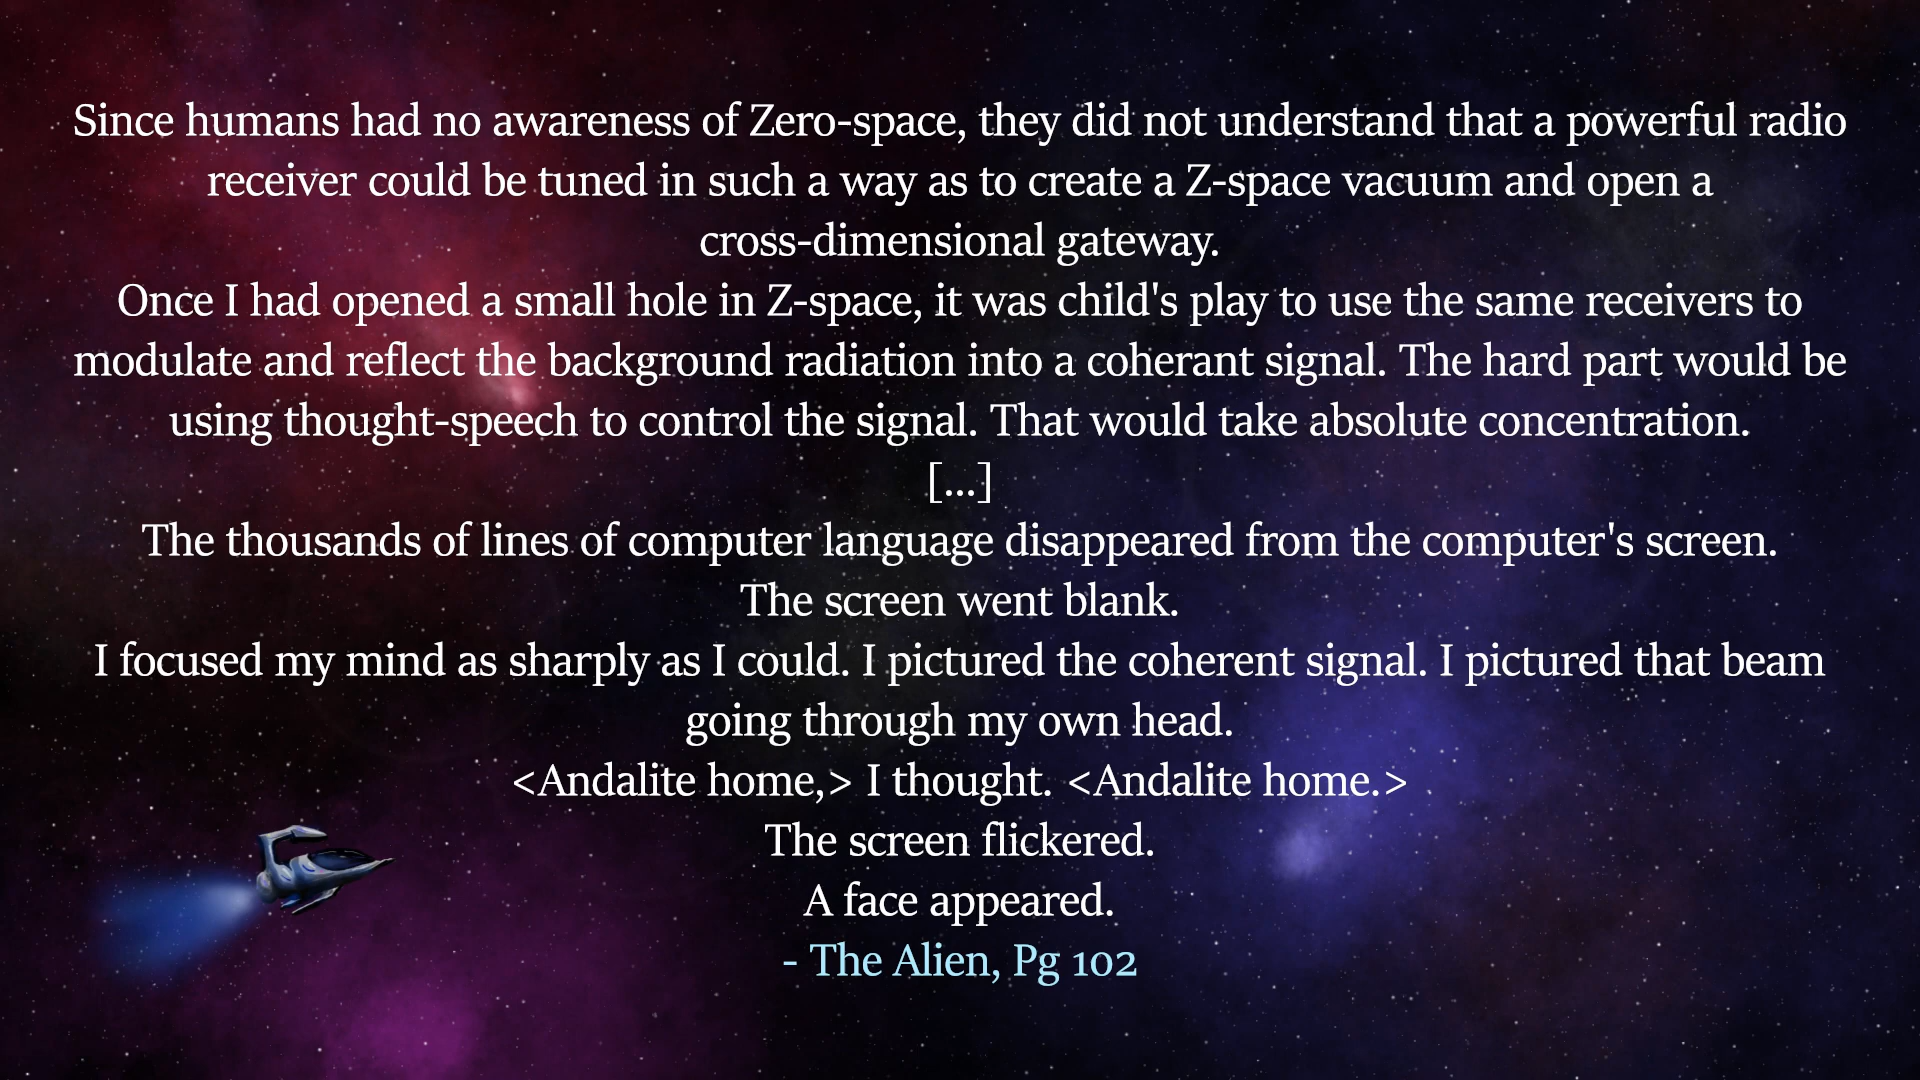 Since humans had no awareness of Zero-space, they did not understand that a powerful radio
receiver could be tuned in such a way as to create a Z-space vacuum and open a
cross-dimensional gateway.
Once I had opened a small hole in Z-space, it was child's play to use the same receivers to
modulate and reflect the background radiation into a coherant signal. The hard part would be
using thought-speech to control the signal. That would take absolute concentration.
[...]
The thousands of lines of computer language disappeared from the computer's screen.
The screen went blank.
I focused my mind as sharply as I could. I pictured the coherent signal. I pictured that beam
going through my own head.
<Andalite home,> I thought. <Andalite home.>
The screen flickered.
A face appeared.
- The Alien, Pg 102